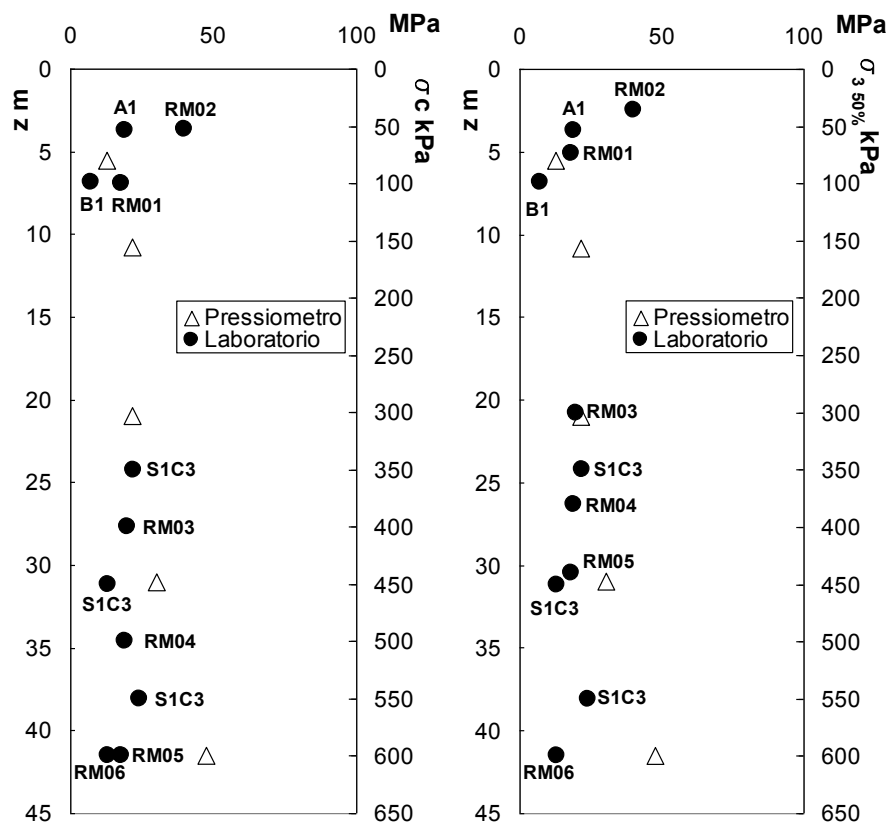 0 50 100 MPa
z m
σc kPa
0 5 10 15 20 25 30 35 40 45
0 50 100 150 200 250 300 350 400 450 500 550 600 650
A1
RM02
B1
RM01
Pressiometro
Laboratorio
S1C3
RM03
S1C3
RM04
S1C3
RM06
RM05
0 50 100 MPa
z m
σ3 50% kPa
0 5 10 15 20 25 30 35 40 45
0 50 100 150 200 250 300 350 400 450 500 550 600 650
RM02
A1
RM01
B1
Pressiometro
Laboratorio
RM03
S1C3
RM04
RM05
S1C3
S1C3
RM06